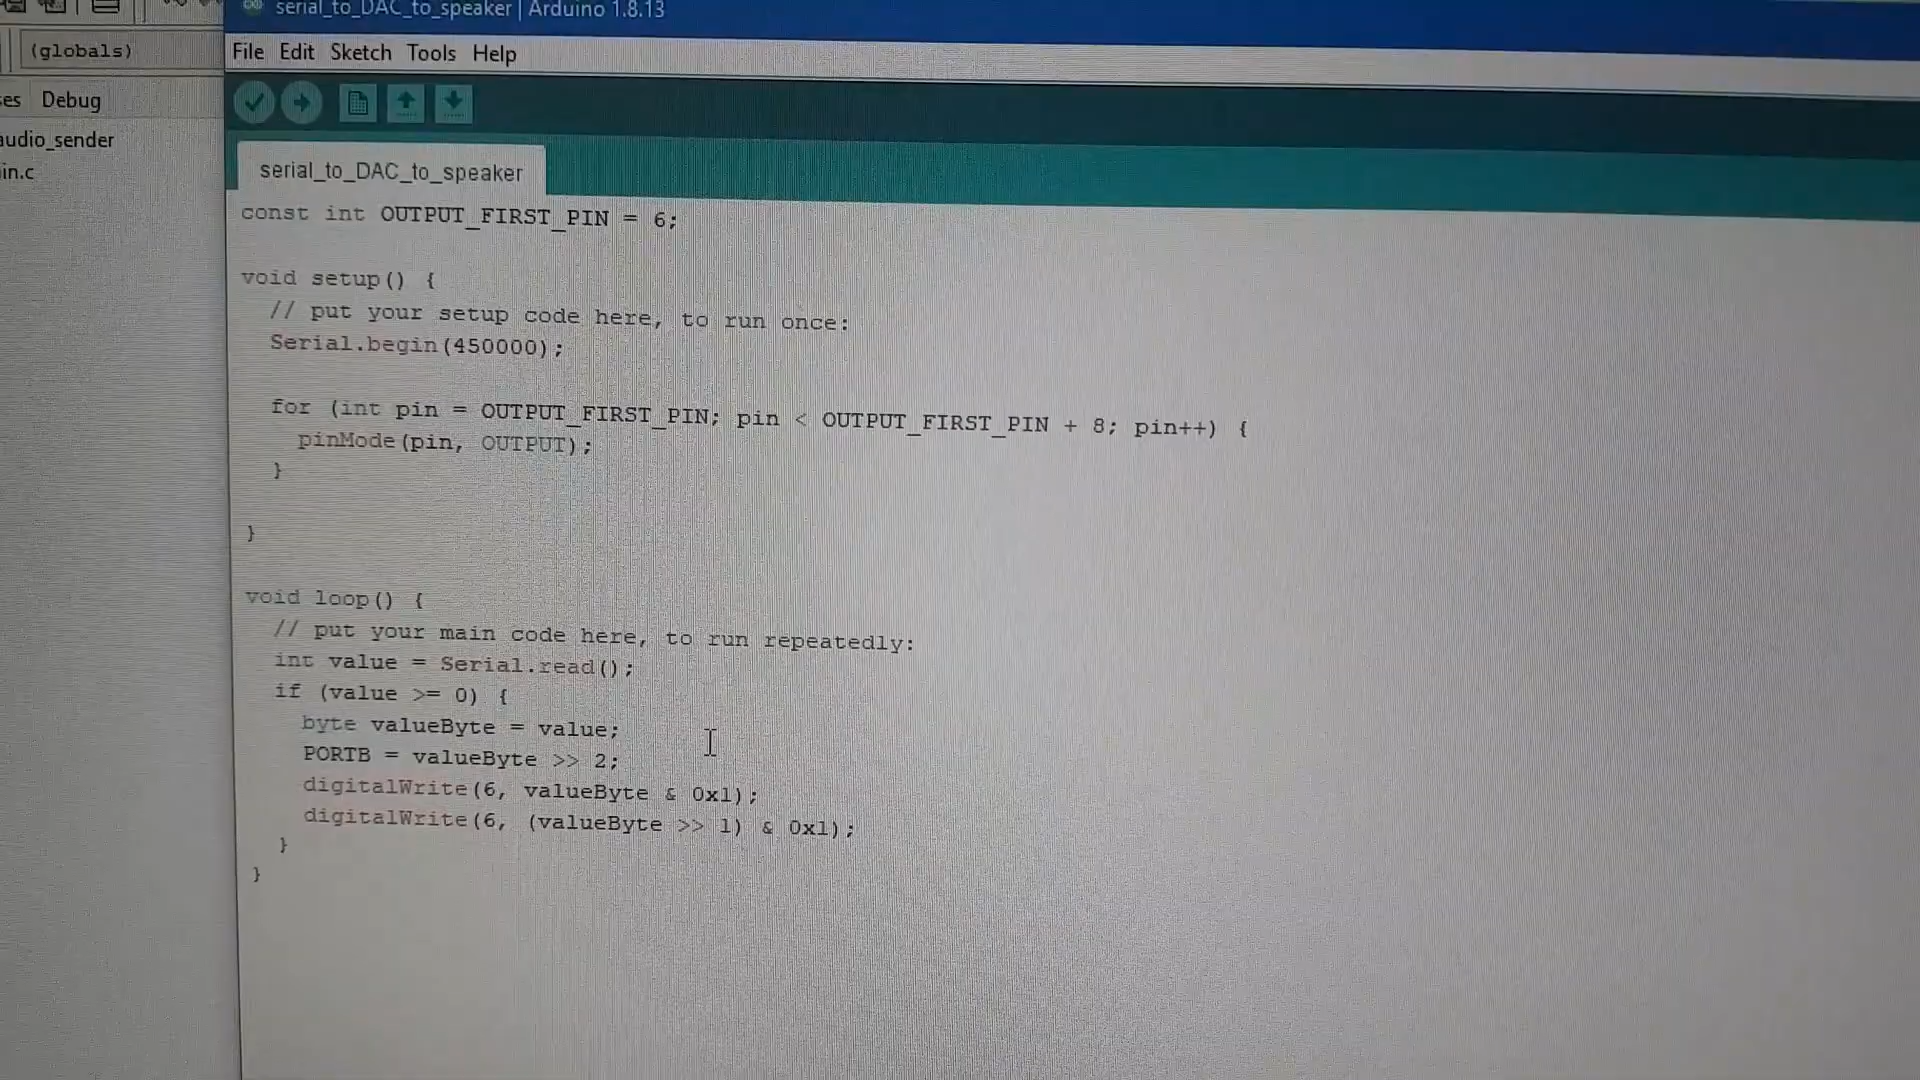 serial_to_DAC_to_speaker | Arduino 1.8.13
(globals)
File Edit Sketch Tools Help
es Debug
audio_sender
in.c
serial_to_DAC_to_speaker
const int OUTPUT_FIRST_PIN = 6;
void setup() {
// put your setup code here, to run once:
Serial.begin(450000);
for (int pin = OUTPUT_FIRST_PIN; pin < OUTPUT_FIRST_PIN + 8; pin++) {
pinMode(pin, OUTPUT);
}
}
void loop() {
// put your main code here, to run repeatedly:
int value = Serial.read();
if (value >= 0) {
byte valueByte = value;
PORTB = valueByte >> 2;
digitalWrite(6, valueByte & 0x1);
digitalWrite(6, (valueByte >> 1) & 0x1);
}
}